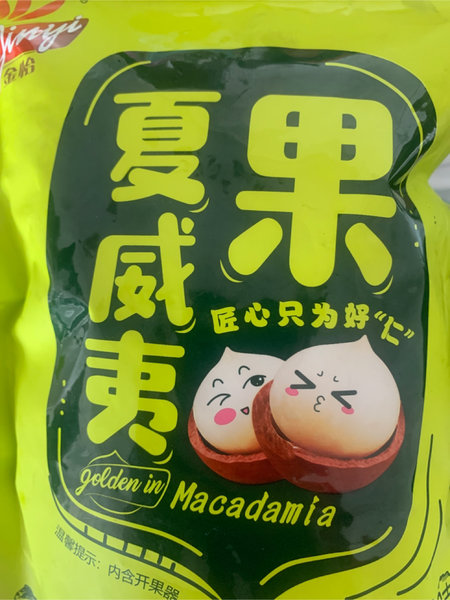 Jinyi
金怡
夏威夷
果
匠心只为好“仁”
golden in
Macadamia
温馨提示：内含开果器